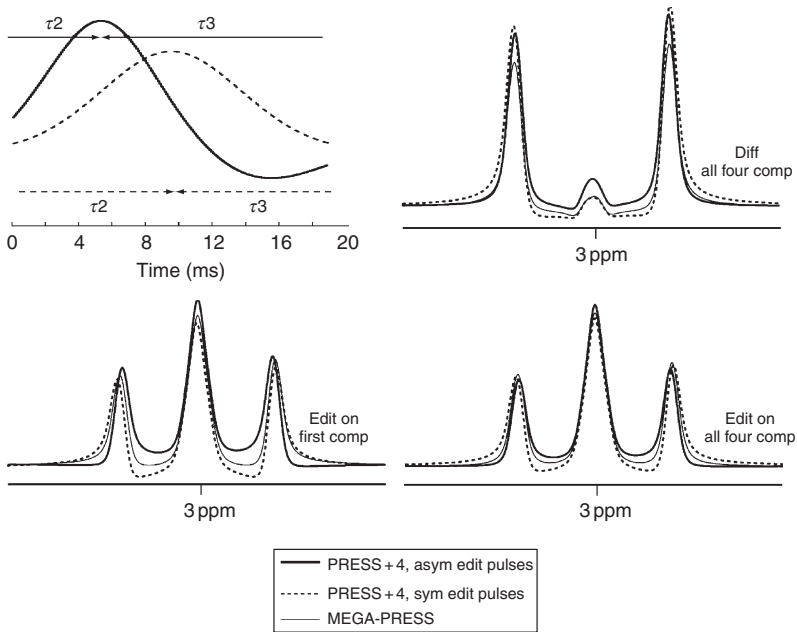 τ2 τ3
τ2 τ3
0 4 8 12 16 20
Time (ms)
Diff
all four comp
3 ppm
Edit on
first comp
3 ppm
Edit on
all four comp
3 ppm
PRESS + 4, asym edit pulses
PRESS + 4, sym edit pulses
MEGA-PRESS